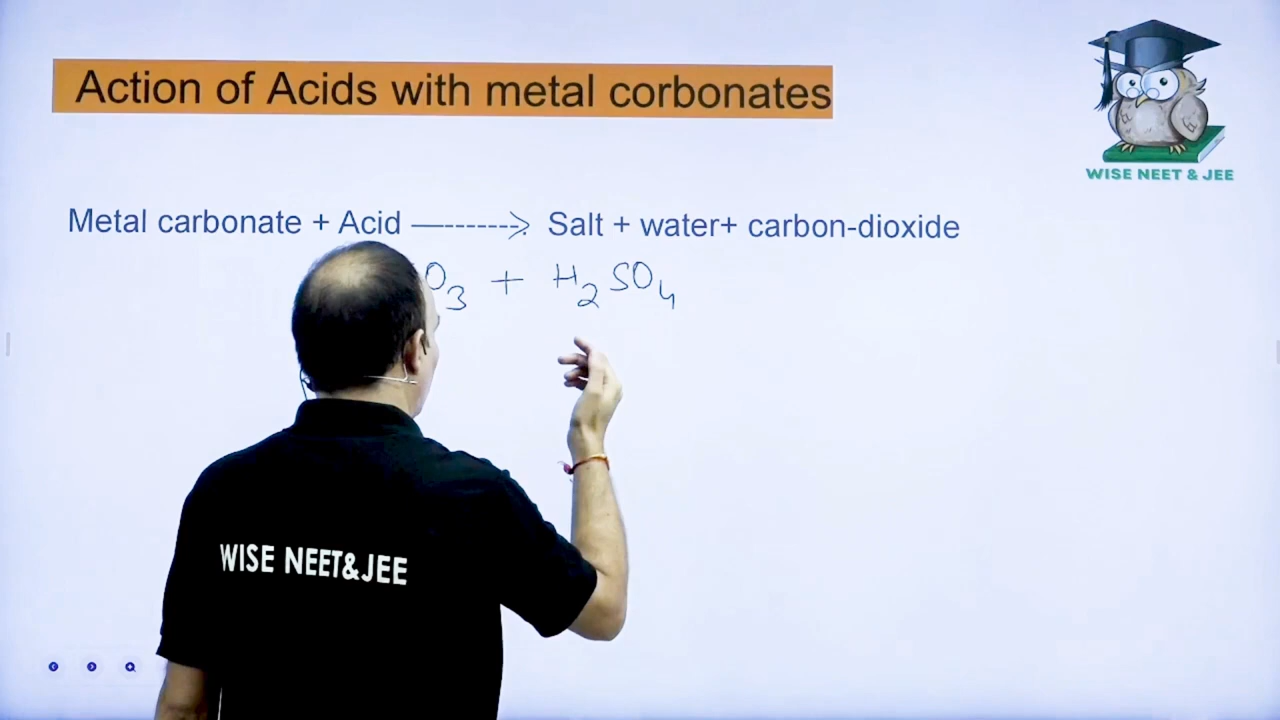 Action of Acids with metal corbonates
WISE NEET & JEE
Metal carbonate + Acid ----------> Salt + water+ carbon-dioxide
O₃ + H₂SO₄
WISE NEET&JEE